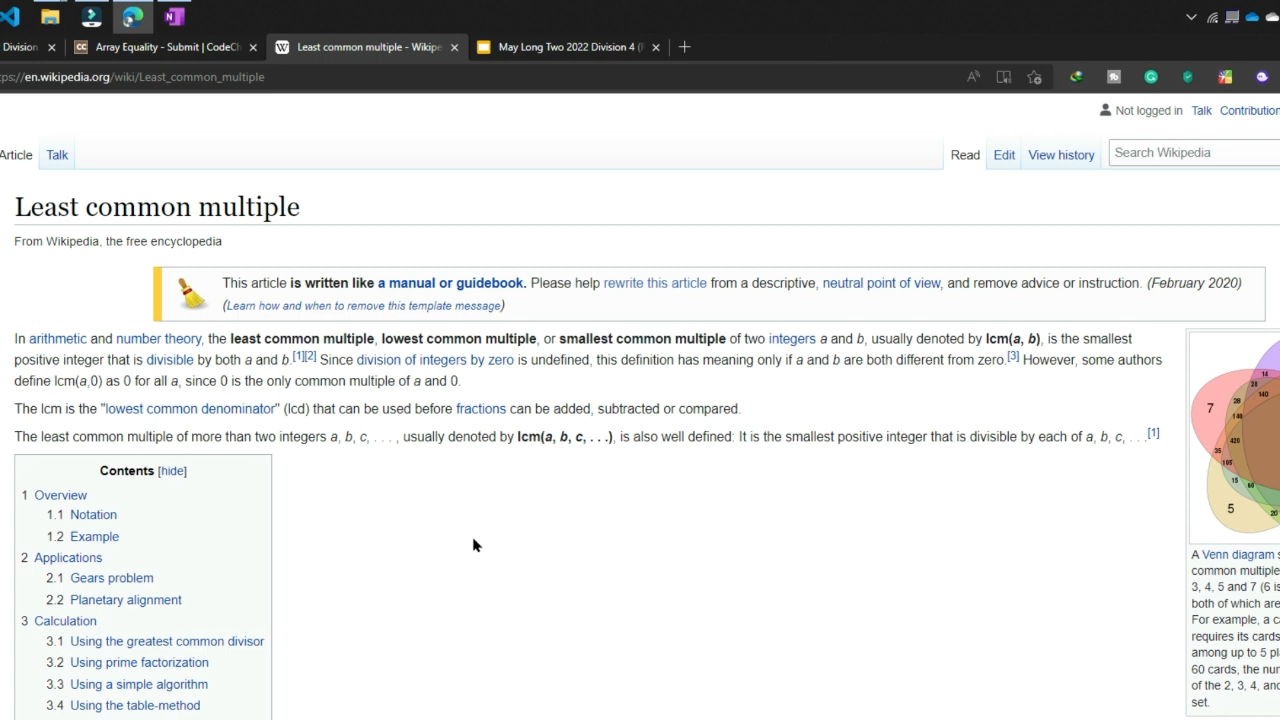 Division
Array Equality - Submit | CodeCh
Least common multiple - Wikipe
May Long Two 2022 Division 4 (
ps://en.wikipedia.org/wiki/Least_common_multiple
Not logged in Talk Contribution
Article Talk
Read Edit View history
Search Wikipedia
Least common multiple
From Wikipedia, the free encyclopedia
This article is written like a manual or guidebook. Please help rewrite this article from a descriptive, neutral point of view, and remove advice or instruction. (February 2020)
(Learn how and when to remove this template message)
In arithmetic and number theory, the least common multiple, lowest common multiple, or smallest common multiple of two integers a and b, usually denoted by lcm(a, b), is the smallest
positive integer that is divisible by both a and b.[1][2] Since division of integers by zero is undefined, this definition has meaning only if a and b are both different from zero.[3] However, some authors
define lcm(a,0) as 0 for all a, since 0 is the only common multiple of a and 0.
The lcm is the "lowest common denominator" (lcd) that can be used before fractions can be added, subtracted or compared.
The least common multiple of more than two integers a, b, c, . . . , usually denoted by lcm(a, b, c, . . .), is also well defined: It is the smallest positive integer that is divisible by each of a, b, c, . . .[1]
Contents [hide]
1 Overview
1.1 Notation
1.2 Example
2 Applications
2.1 Gears problem
2.2 Planetary alignment
3 Calculation
3.1 Using the greatest common divisor
3.2 Using prime factorization
3.3 Using a simple algorithm
3.4 Using the table-method
14
28
140
7
28
140
420
35
105
15
60
5
20
A Venn diagram s
common multiple
3, 4, 5 and 7 (6 is
both of which are
For example, a ca
requires its cards
among up to 5 pl
60 cards, the num
of the 2, 3, 4, and
set.